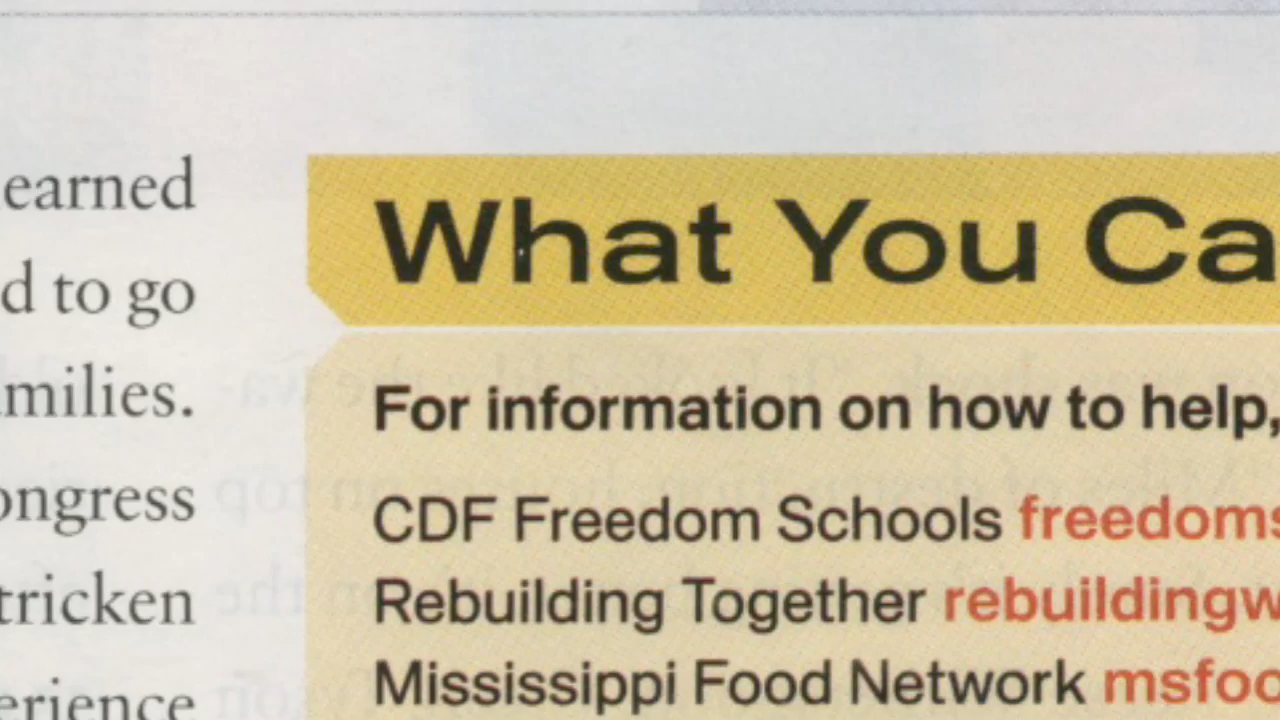 earned
d to go
milies.
ongress
tricken
erience
What You Ca
For information on how to help,
CDF Freedom Schools freedoms
Rebuilding Together rebuildingw
Mississippi Food Network msfoo